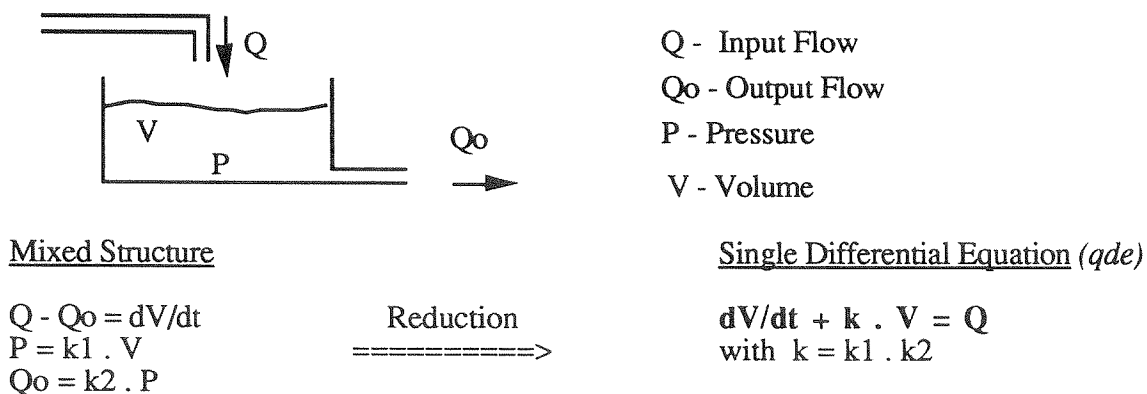 Q
V
P
Qo
Q - Input Flow
Qo - Output Flow
P - Pressure
V - Volume
Mixed Structure
Q - Qo = dV/dt
P = k1 . V
Qo = k2 . P
Reduction
==========>
Single Differential Equation (qde)
dV/dt + k . V = Q
with k = k1 . k2